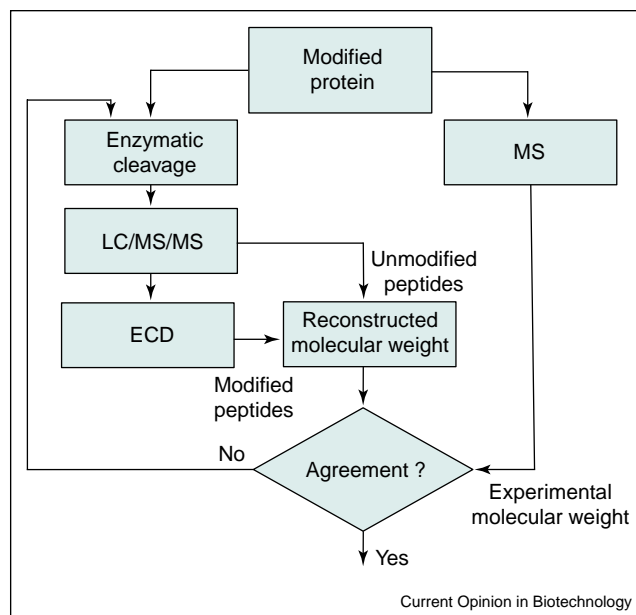 Modified
protein
Enzymatic
cleavage
MS
LC/MS/MS
Unmodified
peptides
ECD
Reconstructed
molecular weight
Modified
peptides
No
Agreement ?
Experimental
molecular weight
Yes
Current Opinion in Biotechnology